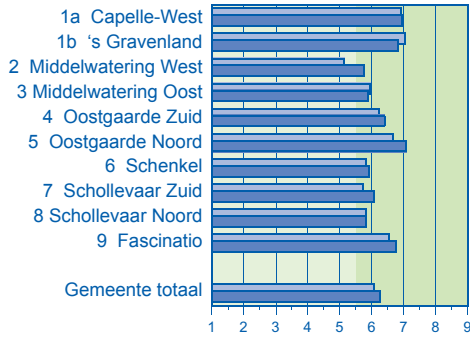 1a Capelle-West
1b 's Gravenland
2 Middelwatering West
3 Middelwatering Oost
4 Oostgaarde Zuid
5 Oostgaarde Noord
6 Schenkel
7 Schollevaar Zuid
8 Schollevaar Noord
9 Fascinatio
Gemeente totaal
1 2 3 4 5 6 7 8 9